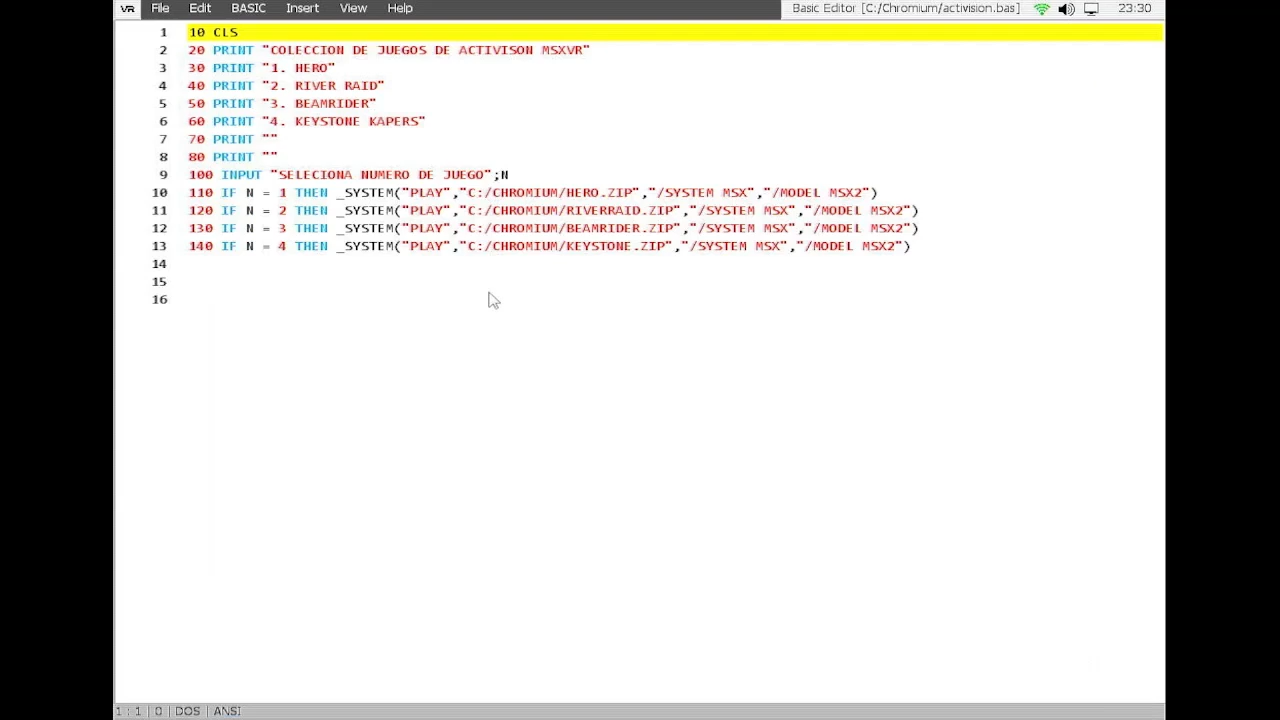 VR File Edit BASIC Insert View Help Basic Editor [C:/Chromium/activision.bas] 23:30
1 10 CLS
2 20 PRINT "COLECCION DE JUEGOS DE ACTIVISON MSXVR"
3 30 PRINT "1. HERO"
4 40 PRINT "2. RIVER RAID"
5 50 PRINT "3. BEAMRIDER"
6 60 PRINT "4. KEYSTONE KAPERS"
7 70 PRINT ""
8 80 PRINT ""
9 100 INPUT "SELECIONA NUMERO DE JUEGO";N
10 110 IF N = 1 THEN _SYSTEM("PLAY","C:/CHROMIUM/HERO.ZIP","/SYSTEM MSX","/MODEL MSX2")
11 120 IF N = 2 THEN _SYSTEM("PLAY","C:/CHROMIUM/RIVERRAID.ZIP","/SYSTEM MSX","/MODEL MSX2")
12 130 IF N = 3 THEN _SYSTEM("PLAY","C:/CHROMIUM/BEAMRIDER.ZIP","/SYSTEM MSX","/MODEL MSX2")
13 140 IF N = 4 THEN _SYSTEM("PLAY","C:/CHROMIUM/KEYSTONE.ZIP","/SYSTEM MSX","/MODEL MSX2")
14
15
16
1 : 1 | 0 | DOS | ANSI